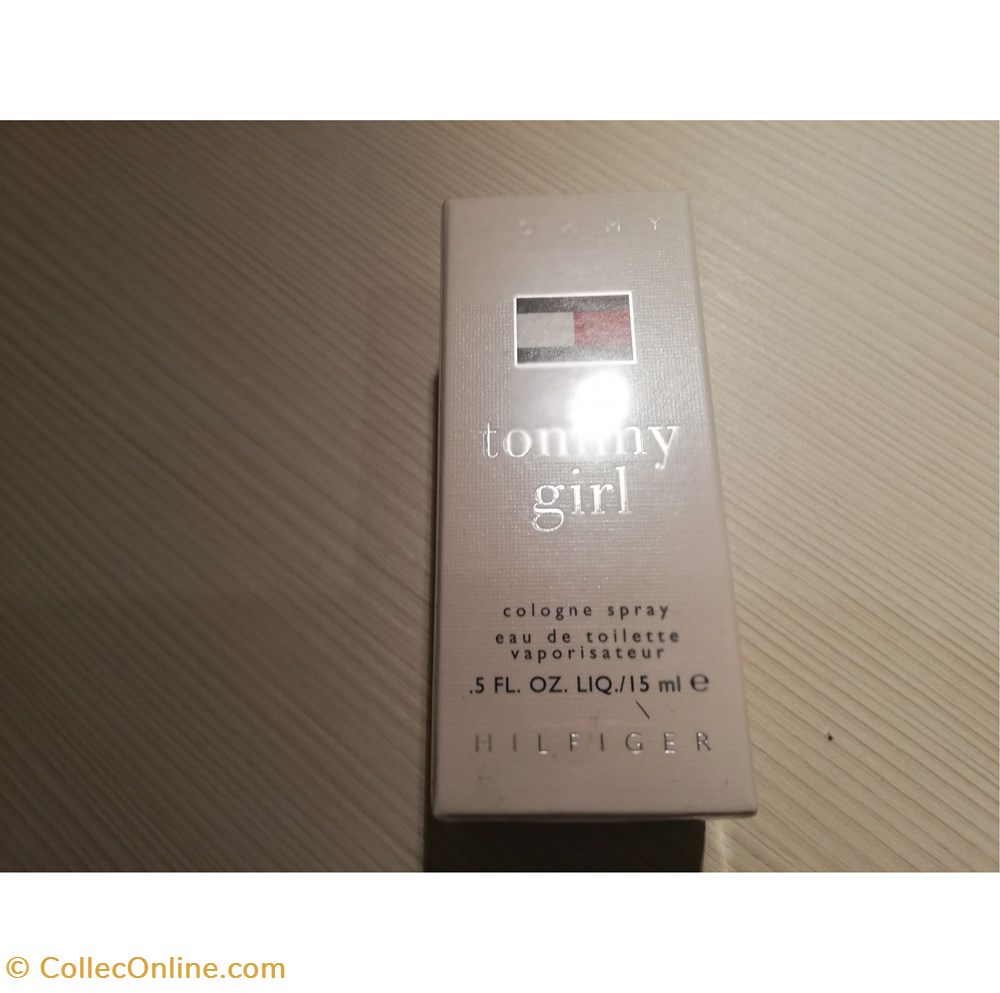 tommy
girl
cologne spray
eau de toilette
vaporisateur
.5 FL. OZ. LIQ./15 ml ℮
HILFIGER
© CollecOnline.com